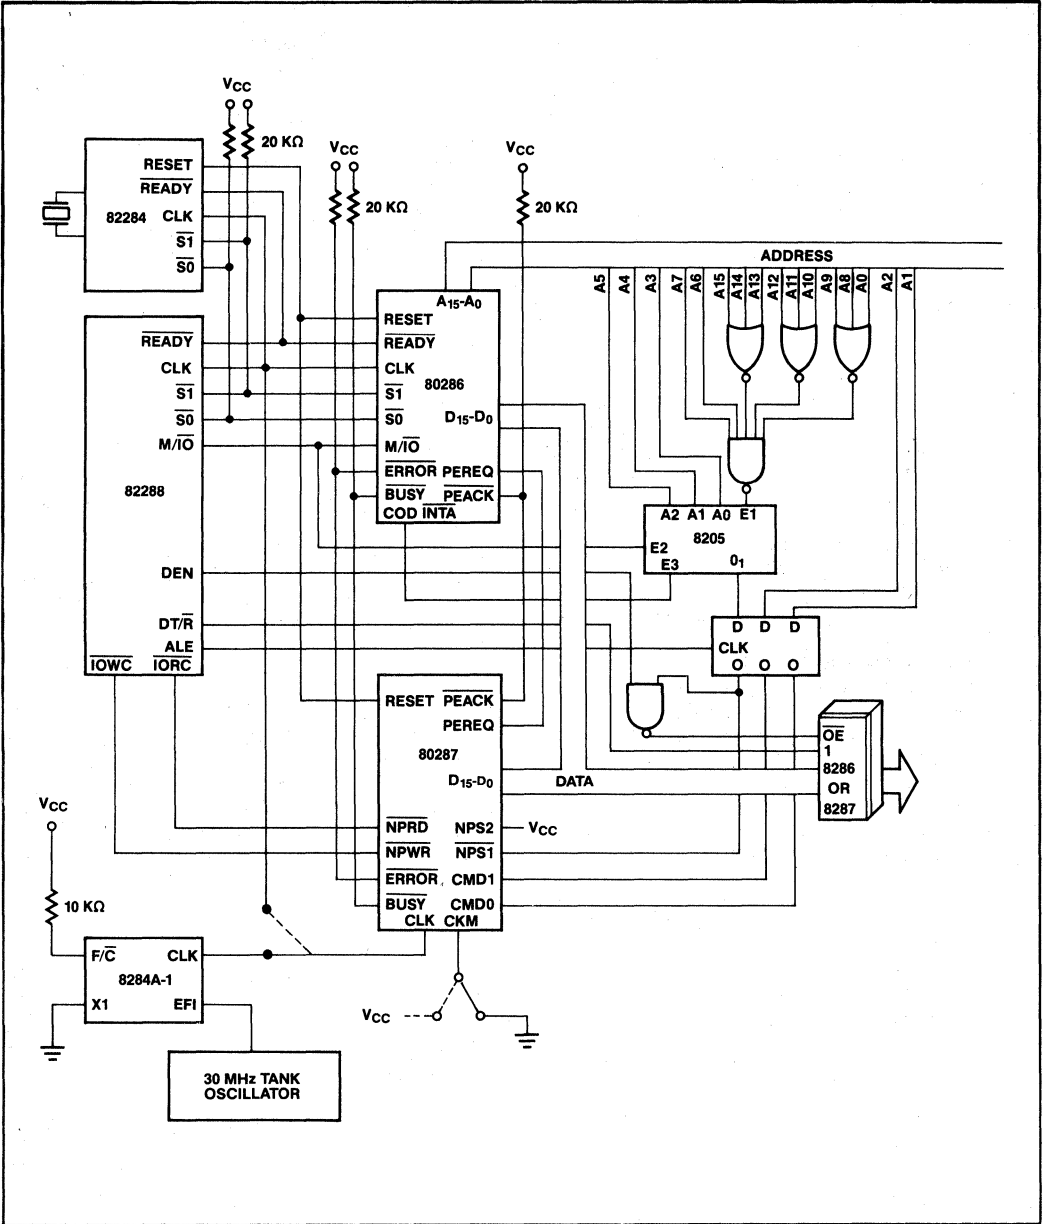 VCC
20 KΩ
VCC
20 KΩ
VCC
20 KΩ
82284
RESET
READY
CLK
S1
S0
ADDRESS
A5
A4
A3
A7
A6
A15
A14
A13
A12
A11
A10
A9
A8
A0
A2
A1
82288
READY
CLK
S1
S0
M/IO
DEN
DT/R
ALE
IOWC
IORC
A15-A0
RESET
READY
CLK
80286
S1
S0
D15-D0
M/IO
ERROR
PEREQ
BUSY
PEACK
COD INTA
A2
A1
A0
E1
8205
E2
E3
01
D
D
D
CLK
O
O
O
RESET
PEACK
PEREQ
80287
D15-D0
DATA
NPRD
NPS2
VCC
NPWR
NPS1
ERROR
CMD1
BUSY
CMD0
CLK
CKM
OE
1
8286
OR
8287
VCC
10 KΩ
F/C
CLK
8284A-1
X1
EFI
VCC
30 MHz TANK
OSCILLATOR